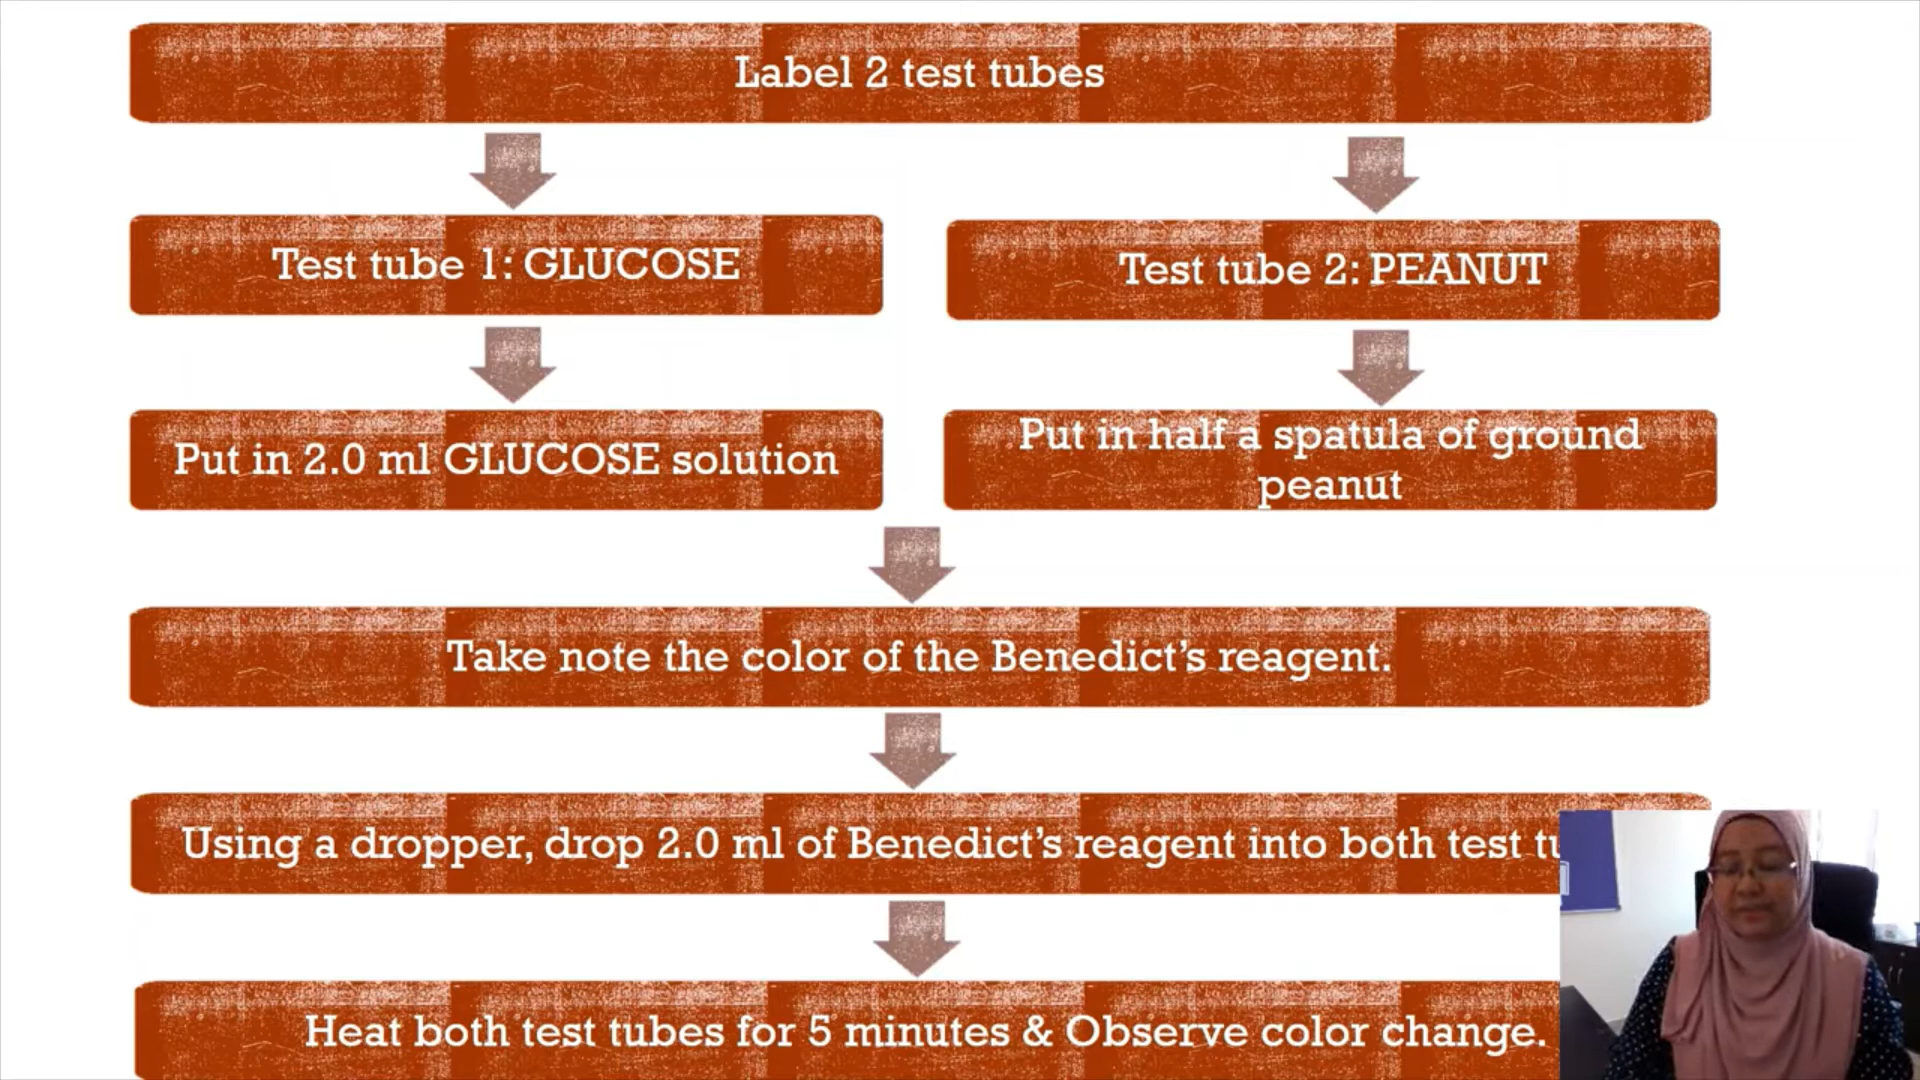 Label 2 test tubes
Test tube 1: GLUCOSE
Test tube 2: PEANUT
Put in 2.0 ml GLUCOSE solution
Put in half a spatula of ground
peanut
Take note the color of the Benedict's reagent.
Using a dropper, drop 2.0 ml of Benedict's reagent into both test
Heat both test tubes for 5 minutes & Observe color change.